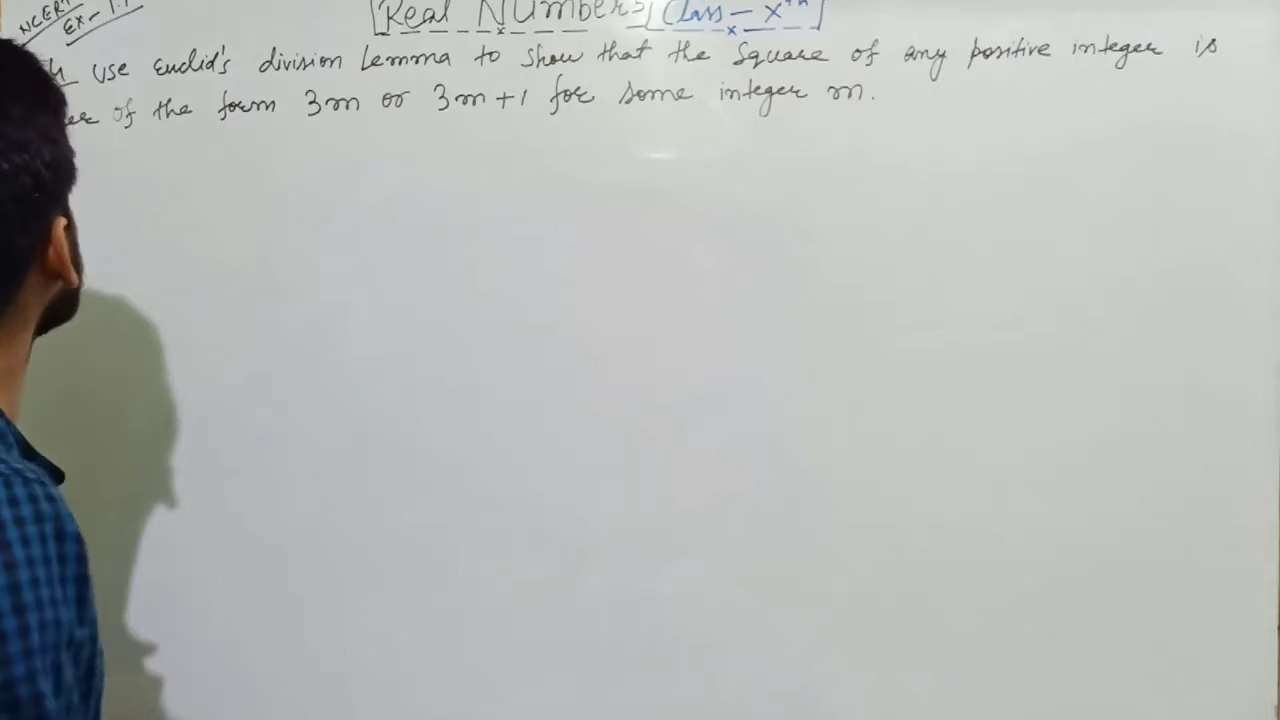 NCERT
Ex - 1.1
Real Numbers Class - Xth
Use Euclid's division Lemma to show that the square of any positive integer is
of the form 3m or 3m+1 for some integer m.